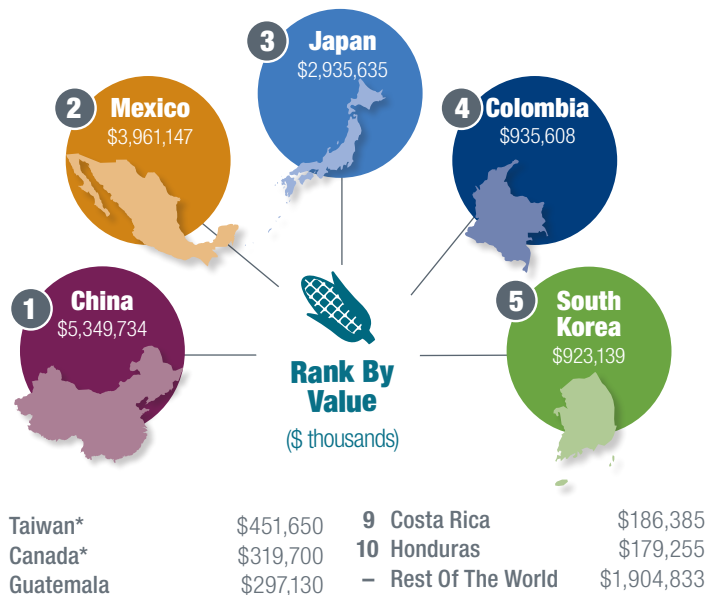 1
China
$5,349,734
2
Mexico
$3,961,147
3
Japan
$2,935,635
4
Colombia
$935,608
5
South
Korea
$923,139
Rank By
Value
($ thousands)
Taiwan* $451,650
Canada* $319,700
Guatemala $297,130
9 Costa Rica $186,385
10 Honduras $179,255
– Rest Of The World $1,904,833